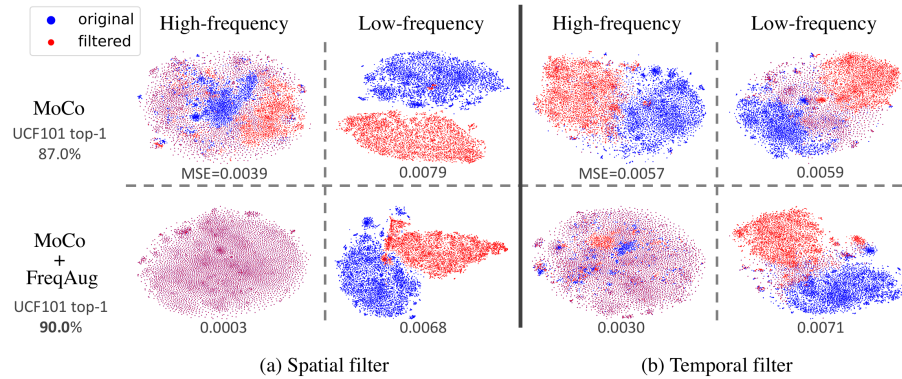 original
filtered
High-frequency
Low-frequency
High-frequency
Low-frequency
MoCo
UCF101 top-1
87.0%
MSE=0.0039
0.0079
MSE=0.0057
0.0059
MoCo
+
FreqAug
UCF101 top-1
90.0%
0.0003
0.0068
0.0030
0.0071
(a) Spatial filter
(b) Temporal filter